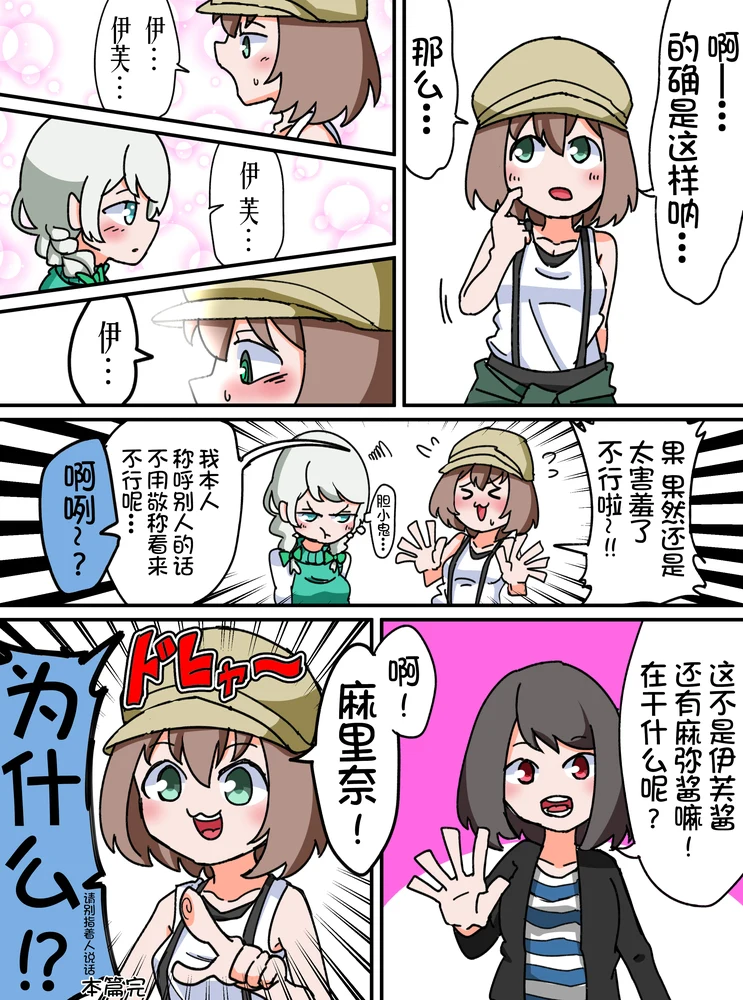 啊—…
的确是这样呐…
那么…
伊…
伊芙…
伊芙…
伊…
果 果然还是
太害羞了
不行啦~!!
胆小鬼…
我本人
称呼别人的话
不用敬称看来
不行呢…
啊咧~?
这不是伊芙酱
还有麻弥酱嘛!
在干什么呢?
啊!
麻里奈!
ドヒャ〜
为什么!?
请别指着人说话
本篇完